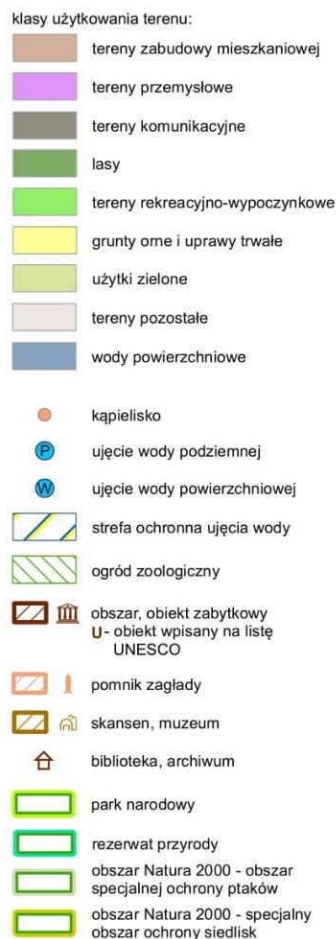 klasy użytkowania terenu:
tereny zabudowy mieszkaniowej
tereny przemysłowe
tereny komunikacyjne
lasy
tereny rekreacyjno-wypoczynkowe
grunty orne i uprawy trwałe
użytki zielone
tereny pozostałe
wody powierzchniowe
kąpielisko
P ujęcie wody podziemnej
W ujęcie wody powierzchniowej
strefa ochronna ujęcia wody
ogród zoologiczny
obszar, obiekt zabytkowy
U - obiekt wpisany na listę
UNESCO
pomnik zagłady
skansen, muzeum
biblioteka, archiwum
park narodowy
rezerwat przyrody
obszar Natura 2000 - obszar
specjalnej ochrony ptaków
obszar Natura 2000 - specjalny
obszar ochrony siedlisk